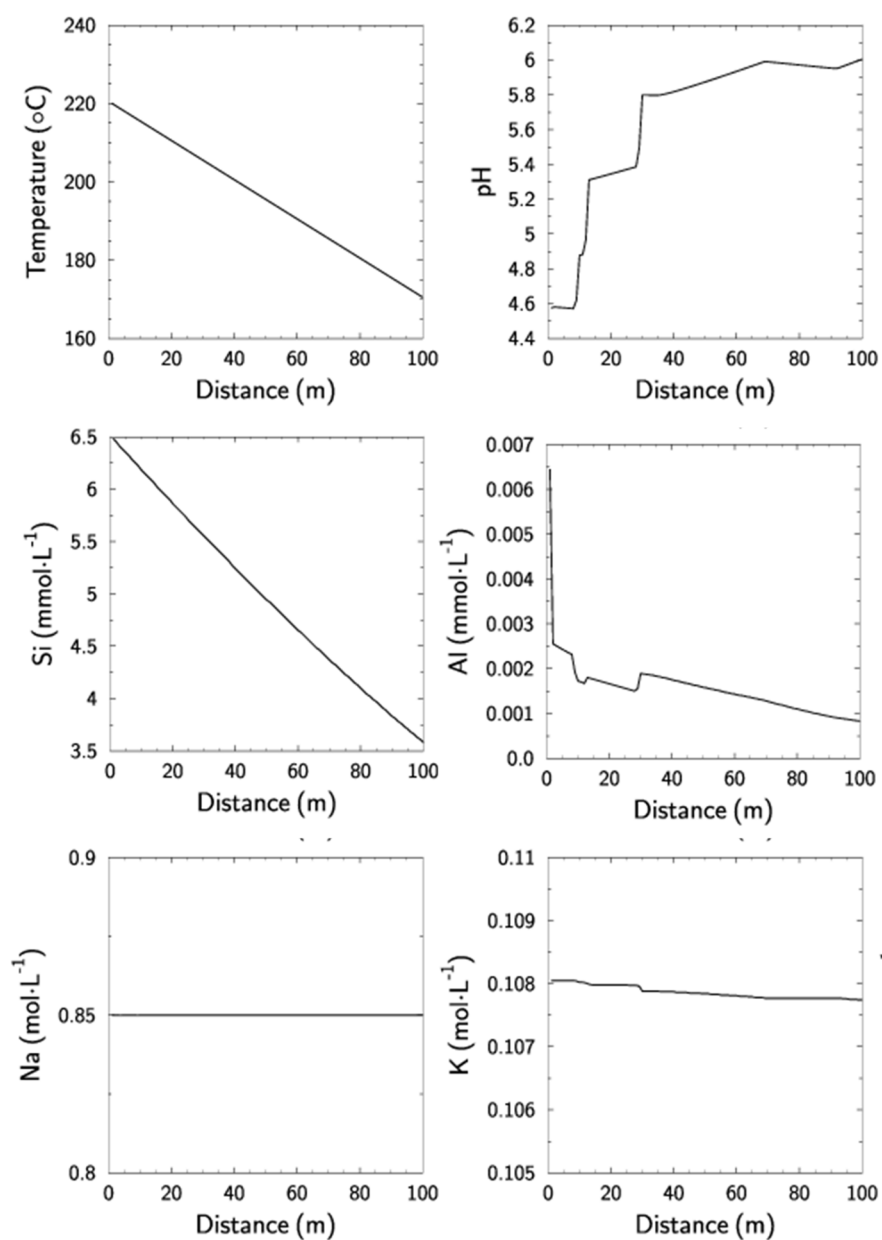 240
220
200
180
160
Temperature (oC)
0 20 40 60 80 100
Distance (m)
6.2
6
5.8
5.6
5.4
5.2
5
4.8
4.6
4.4
pH
0 20 40 60 80 100
Distance (m)
6.5
6
5.5
5
4.5
4
3.5
Si (mmol·L⁻¹)
0 20 40 60 80 100
Distance (m)
0.007
0.006
0.005
0.004
0.003
0.002
0.001
0.0
Al (mmol·L⁻¹)
0 20 40 60 80 100
Distance (m)
0.9
0.85
0.8
Na (mol·L⁻¹)
0 20 40 60 80 100
Distance (m)
0.11
0.109
0.108
0.107
0.106
0.105
K (mol·L⁻¹)
0 20 40 60 80 100
Distance (m)